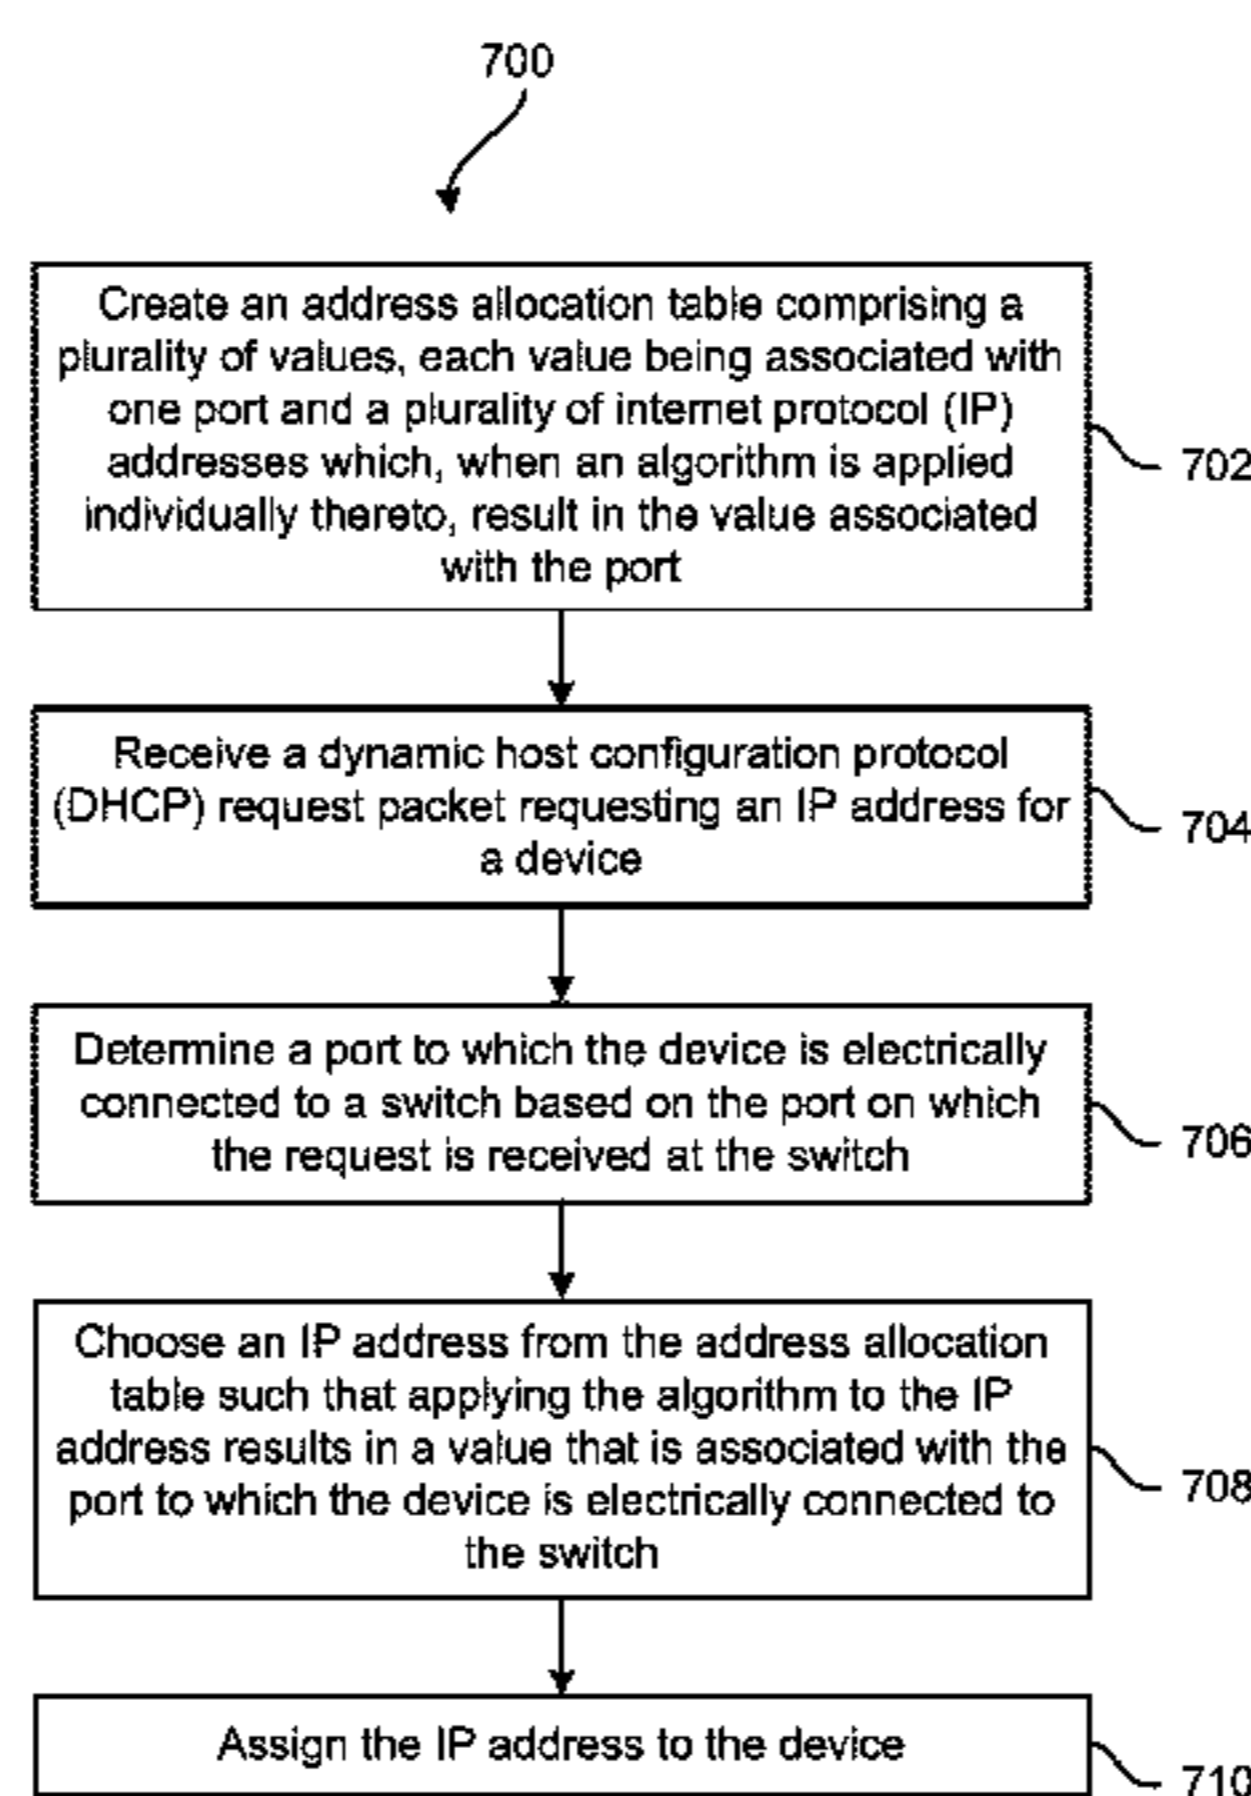 700
Create an address allocation table comprising a
plurality of values, each value being associated with
one port and a plurality of internet protocol (IP)
addresses which, when an algorithm is applied
individually thereto, result in the value associated
with the port
702
Receive a dynamic host configuration protocol
(DHCP) request packet requesting an IP address for
a device
704
Determine a port to which the device is electrically
connected to a switch based on the port on which
the request is received at the switch
706
Choose an IP address from the address allocation
table such that applying the algorithm to the IP
address results in a value that is associated with the
port to which the device is electrically connected to
the switch
708
Assign the IP address to the device
710